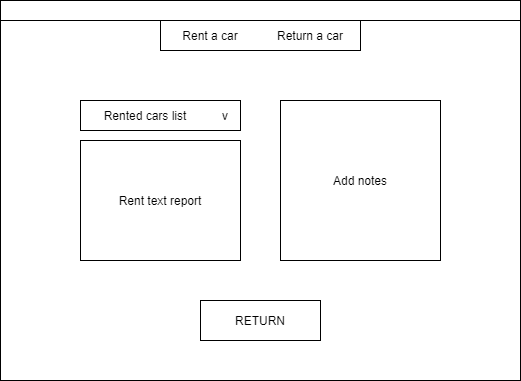 Rent a car Return a car
Rented cars list v
Add notes
Rent text report
RETURN